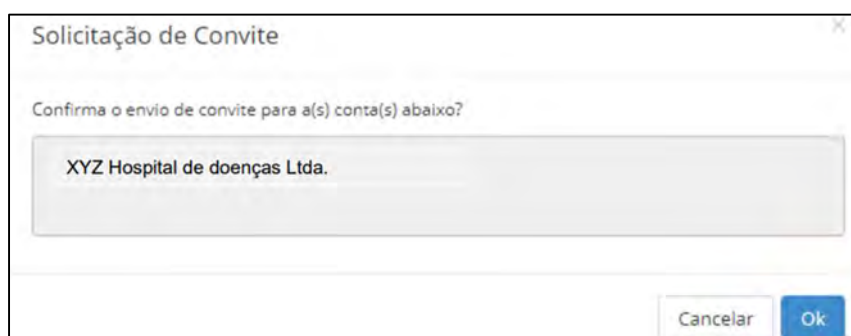 Solicitação de Convite
Confirma o envio de convite para a(s) conta(s) abaixo?
XYZ Hospital de doenças Ltda.
Cancelar Ok